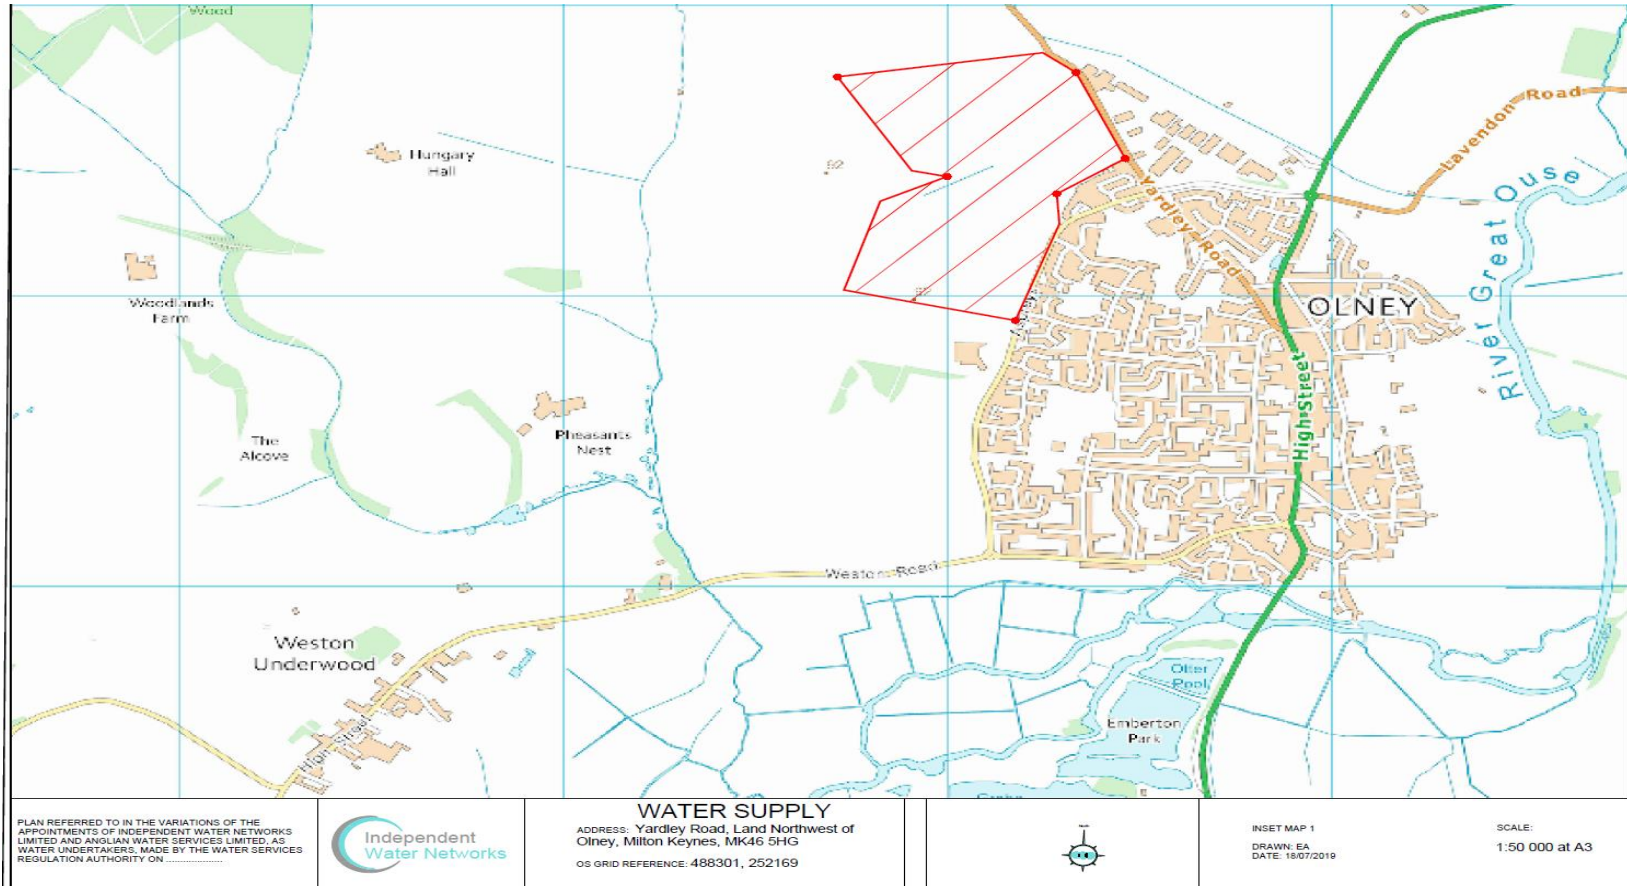 Wood
Hungary
Hall
92
Lavendon Road
River Great Ouse
Yardley Road
Woodlands
Farm
OLNEY
High Street
The
Alcove
Pheasants
Nest
Weston Road
Weston
Underwood
Otter
Pool
Emberton
Park
High Street
PLAN REFERRED TO IN THE VARIATIONS OF THE
APPOINTMENTS OF INDEPENDENT WATER NETWORKS
LIMITED AND ANGLIAN WATER SERVICES LIMITED, AS
WATER UNDERTAKERS, MADE BY THE WATER SERVICES
REGULATION AUTHORITY ON ....................
Independent
Water Networks
WATER SUPPLY
ADDRESS: Yardley Road, Land Northwest of
Olney, Milton Keynes, MK46 5HG
OS GRID REFERENCE: 488301, 252169
INSET MAP 1
DRAWN: EA
DATE: 18/07/2019
SCALE:
1:50 000 at A3